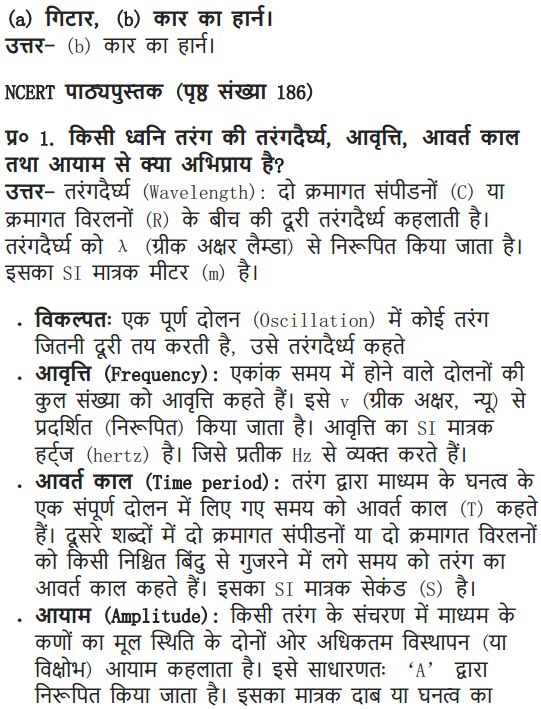 (a) गिटार, (b) कार का हार्न।
उत्तर– (b) कार का हार्न।
NCERT पाठ्यपुस्तक (पृष्ठ संख्या 186)
प्र० 1. किसी ध्वनि तरंग की तरंगदैर्घ्य, आवृत्ति, आवर्त काल
तथा आयाम से क्या अभिप्राय है?
उत्तर– तरंगदैर्घ्य (Wavelength): दो क्रमागत संपीडनों (C) या
क्रमागत विरलनों (R) के बीच की दूरी तरंगदैर्ध्य कहलाती है।
तरंगदैर्घ्य को λ (ग्रीक अक्षर लैम्डा) से निरूपित किया जाता है।
इसका SI मात्रक मीटर (m) है।
• विकल्पतः एक पूर्ण दोलन (Oscillation) में कोई तरंग
जितनी दूरी तय करती है, उसे तरंगदैर्ध्य कहते
• आवृत्ति (Frequency): एकांक समय में होने वाले दोलनों की
कुल संख्या को आवृत्ति कहते हैं। इसे v (ग्रीक अक्षर, न्यू) से
प्रदर्शित (निरूपित) किया जाता है। आवृत्ति का SI मात्रक
हर्ट्ज (hertz) है। जिसे प्रतीक Hz से व्यक्त करते हैं।
• आवर्त काल (Time period): तरंग द्वारा माध्यम के घनत्व के
एक संपूर्ण दोलन में लिए गए समय को आवर्त काल (T) कहते
हैं। दूसरे शब्दों में दो क्रमागत संपीडनों या दो क्रमागत विरलनों
को किसी निश्चित बिंदु से गुजरने में लगे समय को तरंग का
आवर्त काल कहते हैं। इसका SI मात्रक सेकंड (S) है।
• आयाम (Amplitude): किसी तरंग के संचरण में माध्यम के
कणों का मूल स्थिति के दोनों ओर अधिकतम विस्थापन (या
विक्षोभ) आयाम कहलाता है। इसे साधारणतः ‘A’ द्वारा
निरूपित किया जाता है। इसका मात्रक दाब या घनत्व का